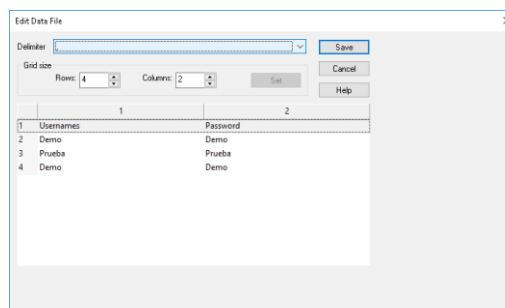 Edit Data File
Delimiter , Save
Grid size
Rows: 4 Columns: 2 Set
Cancel
Help
1 2
1 Usernames Password
2 Demo Demo
3 Prueba Prueba
4 Demo Demo